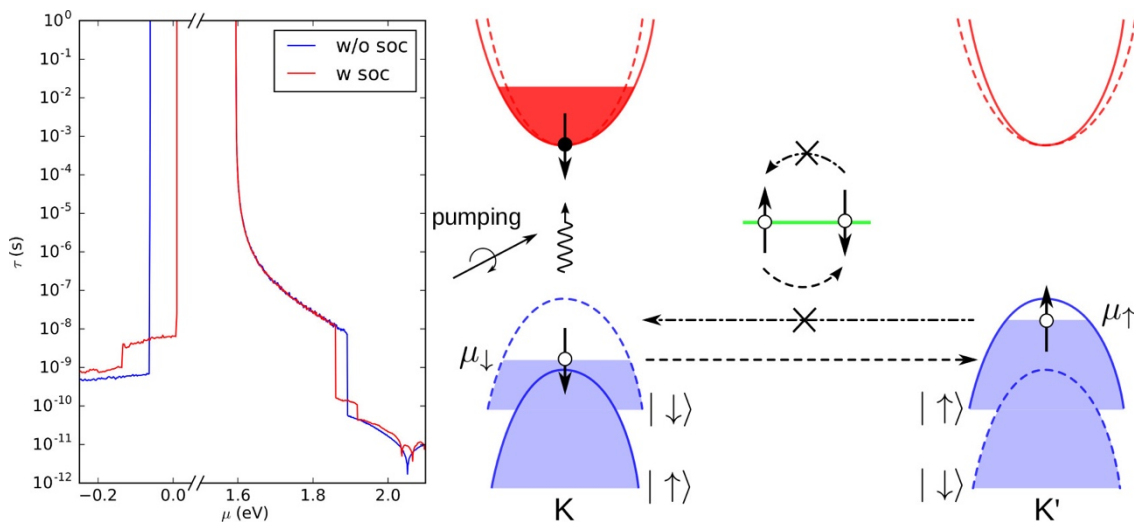 10^0
10^-1
10^-2
10^-3
10^-4
10^-5
10^-6
10^-7
10^-8
10^-9
10^-10
10^-11
10^-12
τ (s)
w/o soc
w soc
−0.2 0.0 1.6 1.8 2.0
μ (eV)
pumping
μ↓
μ↑
| ↓⟩
| ↑⟩
| ↑⟩
| ↓⟩
K
K'